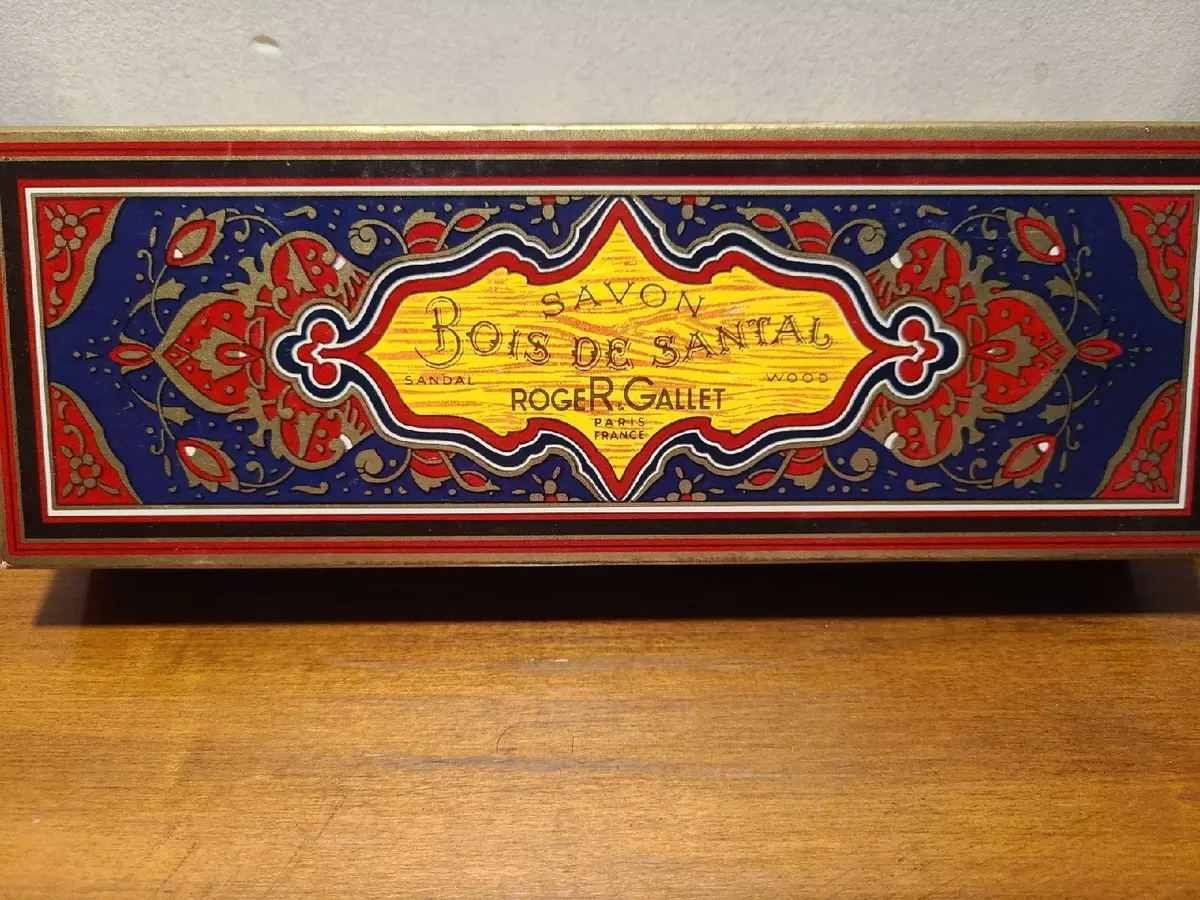 SAVON
BOIS DE SANTAL
SANDAL WOOD
ROGER & GALLET
PARIS
FRANCE